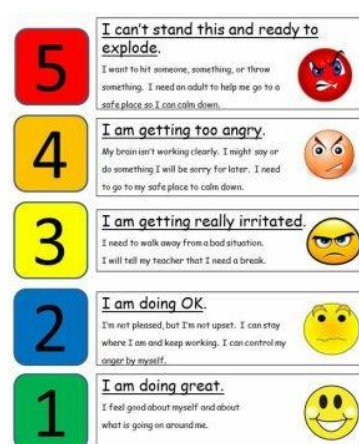 5
I can't stand this and ready to
explode.
I want to hit someone, something, or throw
something. I need an adult to help me go to a
safe place so I can calm down.
4
I am getting too angry.
My brain isn't working clearly. I might say or
do something I will be sorry for later. I need
to go to my safe place to calm down.
3
I am getting really irritated.
I need to walk away from a bad situation.
I will tell my teacher that I need a break.
2
I am doing OK.
I'm not pleased, but I'm not upset. I can stay
where I am and keep working. I can control my
anger by myself.
1
I am doing great.
I feel good about myself and about
what is going on around me.